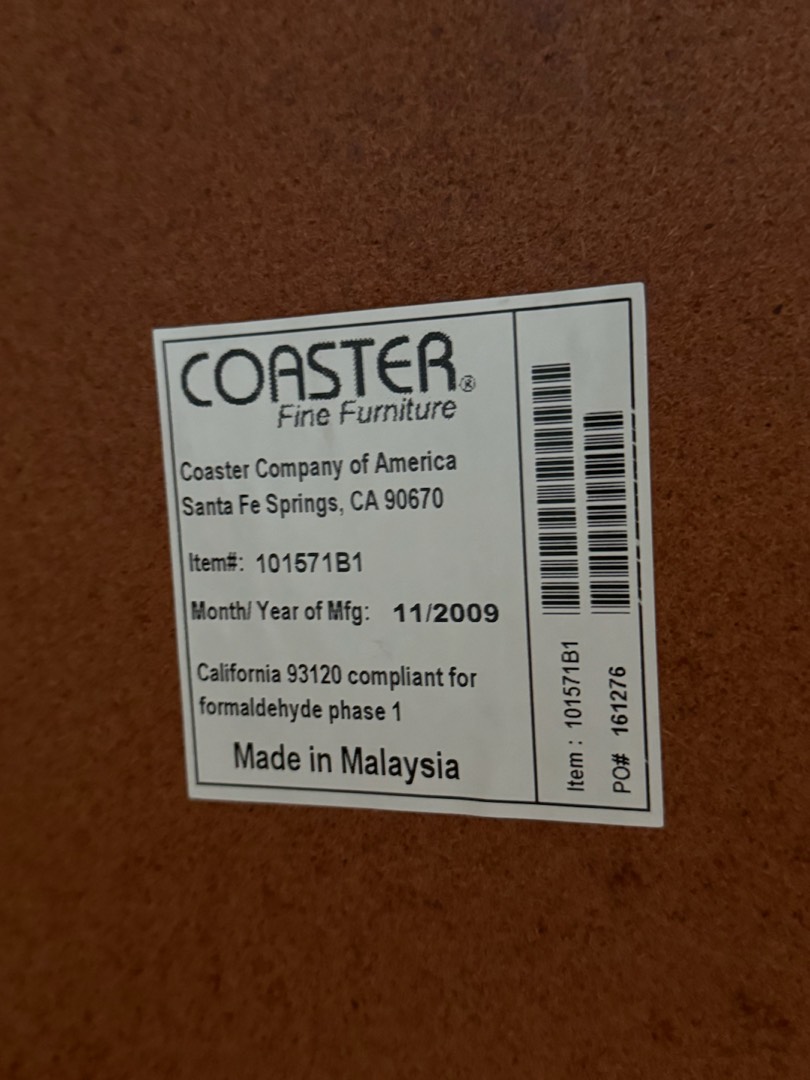 COASTER®
Fine Furniture
Coaster Company of America
Santa Fe Springs, CA 90670
Item#: 101571B1
Month/ Year of Mfg: 11/2009
California 93120 compliant for
formaldehyde phase 1
Made in Malaysia
Item : 101571B1
PO# 161276